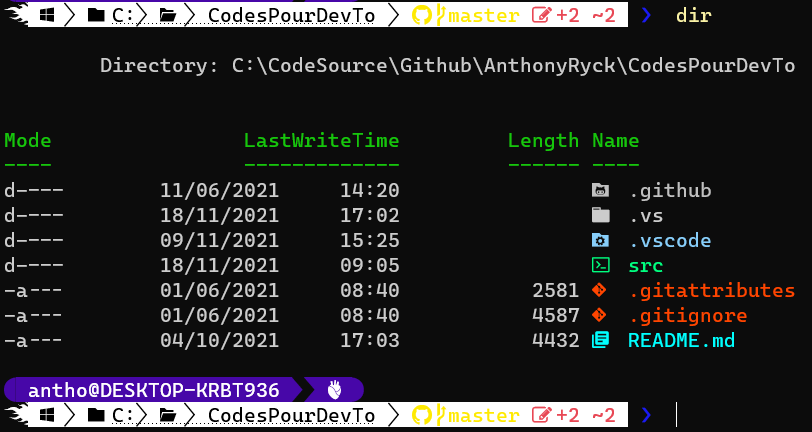 C: CodesPourDevTo master +2 ~2 ❯ dir
Directory: C:\CodeSource\Github\AnthonyRyck\CodesPourDevTo
Mode LastWriteTime Length Name
---- ------------- ------ ----
d---- 11/06/2021 14:20 .github
d---- 18/11/2021 17:02 .vs
d---- 09/11/2021 15:25 .vscode
d---- 18/11/2021 09:05 src
-a--- 01/06/2021 08:40 2581 .gitattributes
-a--- 01/06/2021 08:40 4587 .gitignore
-a--- 04/10/2021 17:03 4432 README.md
antho@DESKTOP-KRBT936
C: CodesPourDevTo master +2 ~2 ❯